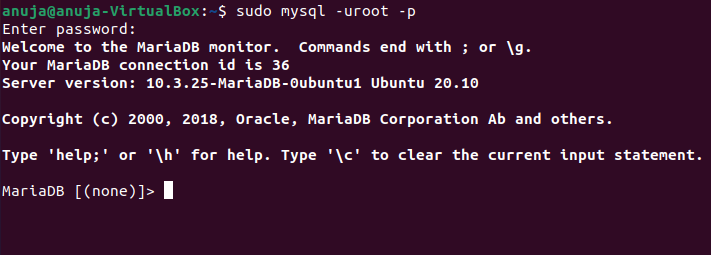 anuja@anuja-VirtualBox:~$ sudo mysql -uroot -p
Enter password:
Welcome to the MariaDB monitor.  Commands end with ; or \g.
Your MariaDB connection id is 36
Server version: 10.3.25-MariaDB-0ubuntu1 Ubuntu 20.10
Copyright (c) 2000, 2018, Oracle, MariaDB Corporation Ab and others.
Type 'help;' or '\h' for help. Type '\c' to clear the current input statement.
MariaDB [(none)]>